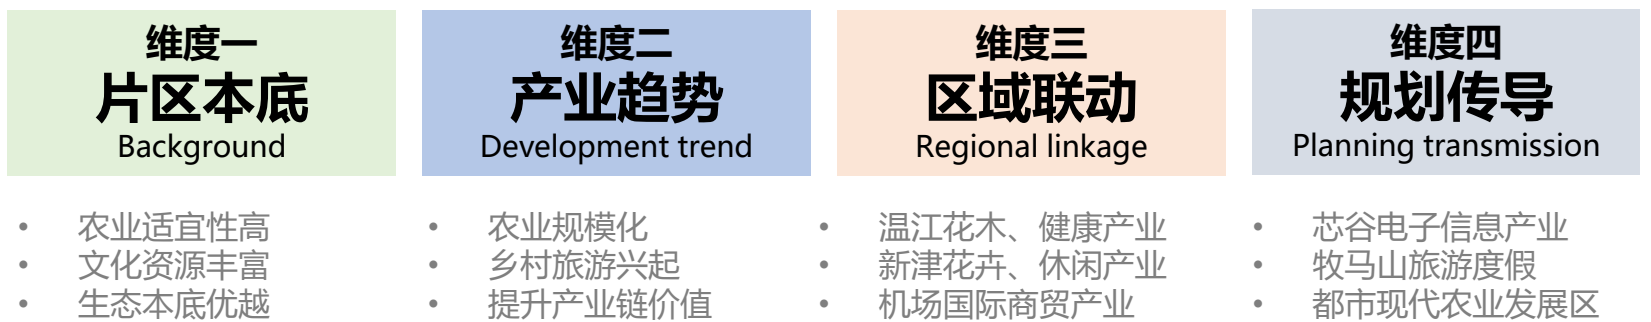 维度一
片区本底
Background
• 农业适宜性高
• 文化资源丰富
• 生态本底优越
维度二
产业趋势
Development trend
• 农业规模化
• 乡村旅游兴起
• 提升产业链价值
维度三
区域联动
Regional linkage
• 温江花木、健康产业
• 新津花卉、休闲产业
• 机场国际商贸产业
维度四
规划传导
Planning transmission
• 芯谷电子信息产业
• 牧马山旅游度假
• 都市现代农业发展区